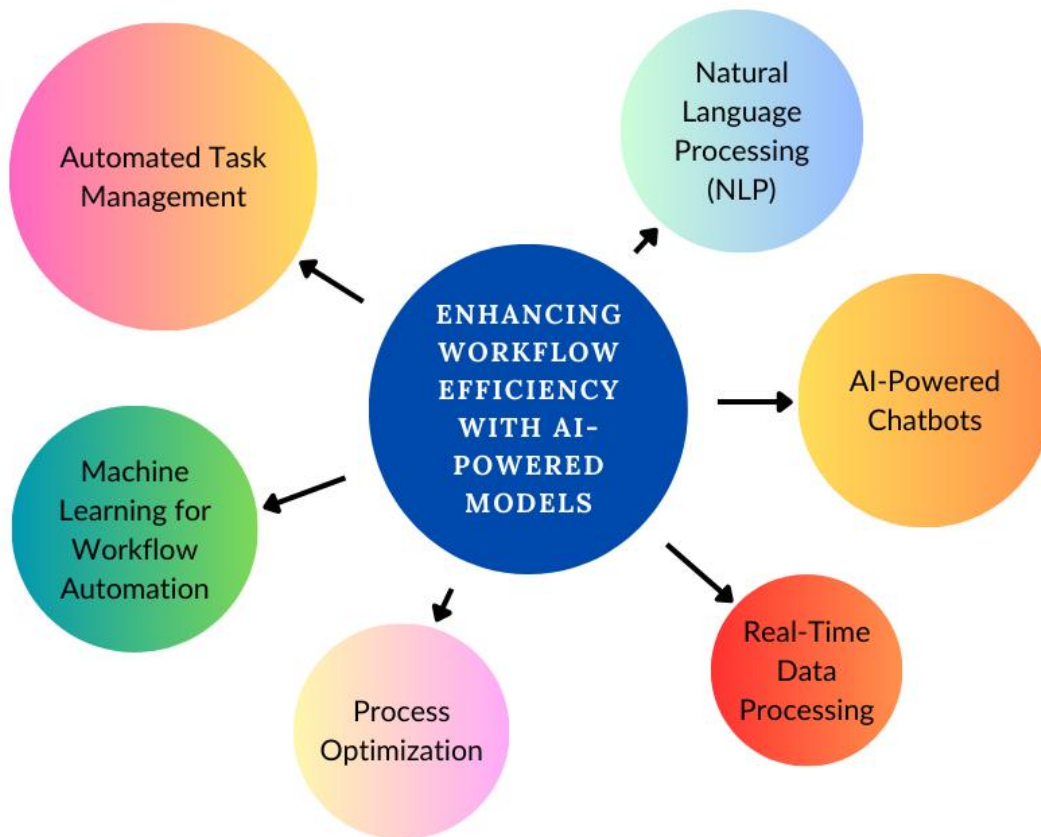 Automated Task
Management
Natural
Language
Processing
(NLP)
ENHANCING
WORKFLOW
EFFICIENCY
WITH AI-
POWERED
MODELS
AI-Powered
Chatbots
Machine
Learning for
Workflow
Automation
Real-Time
Data
Processing
Process
Optimization